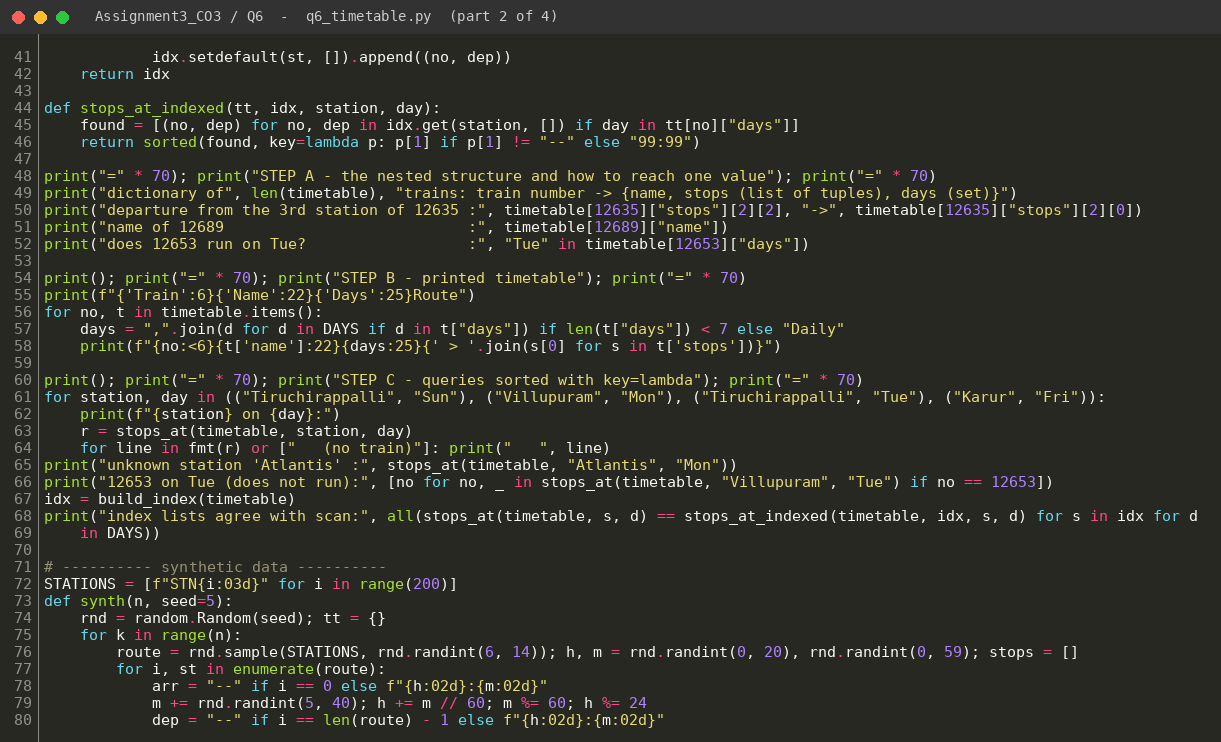 Assignment3_CO3 / Q6  -  q6_timetable.py  (part 2 of 4)
41             idx.setdefault(st, []).append((no, dep))
42     return idx
43
44 def stops_at_indexed(tt, idx, station, day):
45     found = [(no, dep) for no, dep in idx.get(station, []) if day in tt[no]["days"]]
46     return sorted(found, key=lambda p: p[1] if p[1] != "--" else "99:99")
47
48 print("=" * 70); print("STEP A - the nested structure and how to reach one value"); print("=" * 70)
49 print("dictionary of", len(timetable), "trains: train number -> {name, stops (list of tuples), days (set)}")
50 print("departure from the 3rd station of 12635 :", timetable[12635]["stops"][2][2], "->", timetable[12635]["stops"][2][0])
51 print("name of 12689                           :", timetable[12689]["name"])
52 print("does 12653 run on Tue?                  :", "Tue" in timetable[12653]["days"])
53
54 print(); print("=" * 70); print("STEP B - printed timetable"); print("=" * 70)
55 print(f"{'Train':6}{'Name':22}{'Days':25}Route")
56 for no, t in timetable.items():
57     days = ",".join(d for d in DAYS if d in t["days"]) if len(t["days"]) < 7 else "Daily"
58     print(f"{no:<6}{t['name']:22}{days:25}{' > '.join(s[0] for s in t['stops'])}")
59
60 print(); print("=" * 70); print("STEP C - queries sorted with key=lambda"); print("=" * 70)
61 for station, day in (("Tiruchirappalli", "Sun"), ("Villupuram", "Mon"), ("Tiruchirappalli", "Tue"), ("Karur", "Fri")):
62     print(f"{station} on {day}:")
63     r = stops_at(timetable, station, day)
64     for line in fmt(r) or ["   (no train)"]: print("   ", line)
65 print("unknown station 'Atlantis' :", stops_at(timetable, "Atlantis", "Mon"))
66 print("12653 on Tue (does not run):", [no for no, _ in stops_at(timetable, "Villupuram", "Tue") if no == 12653])
67 idx = build_index(timetable)
68 print("index lists agree with scan:", all(stops_at(timetable, s, d) == stops_at_indexed(timetable, idx, s, d) for s in idx for d
69     in DAYS))
70
71 # ---------- synthetic data ----------
72 STATIONS = [f"STN{i:03d}" for i in range(200)]
73 def synth(n, seed=5):
74     rnd = random.Random(seed); tt = {}
75     for k in range(n):
76         route = rnd.sample(STATIONS, rnd.randint(6, 14)); h, m = rnd.randint(0, 20), rnd.randint(0, 59); stops = []
77         for i, st in enumerate(route):
78             arr = "--" if i == 0 else f"{h:02d}:{m:02d}"
79             m += rnd.randint(5, 40); h += m // 60; m %= 60; h %= 24
80             dep = "--" if i == len(route) - 1 else f"{h:02d}:{m:02d}"